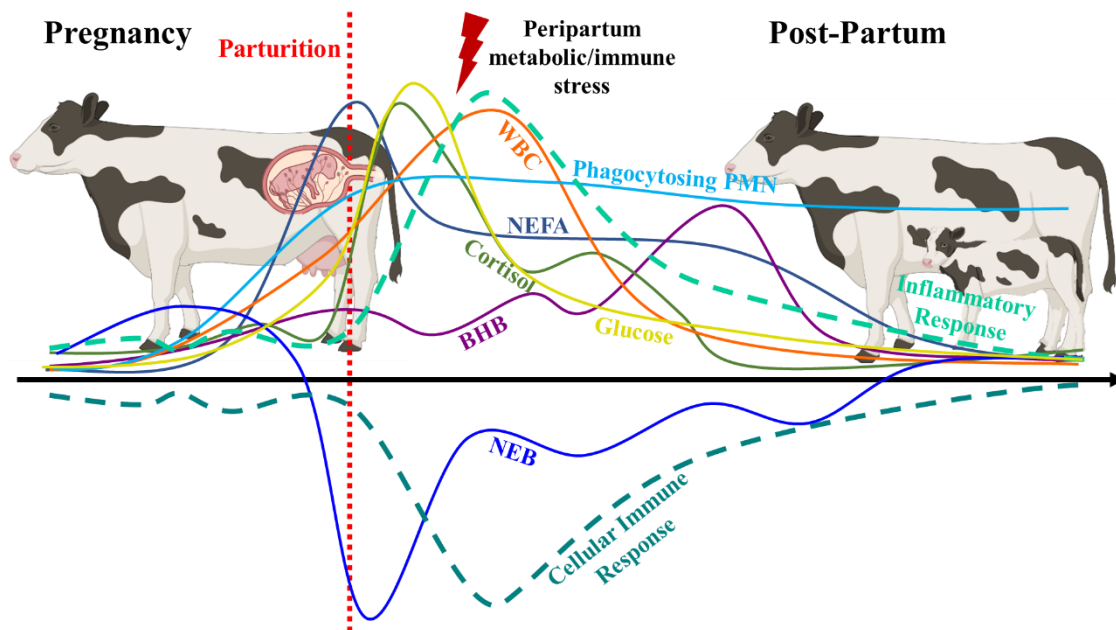 Pregnancy
Parturition
Peripartum
metabolic/immune
stress
Post-Partum
WBC
Phagocytosing PMN
NEFA
Cortisol
BHB
Glucose
Inflammatory
Response
NEB
Cellular Immune
Response